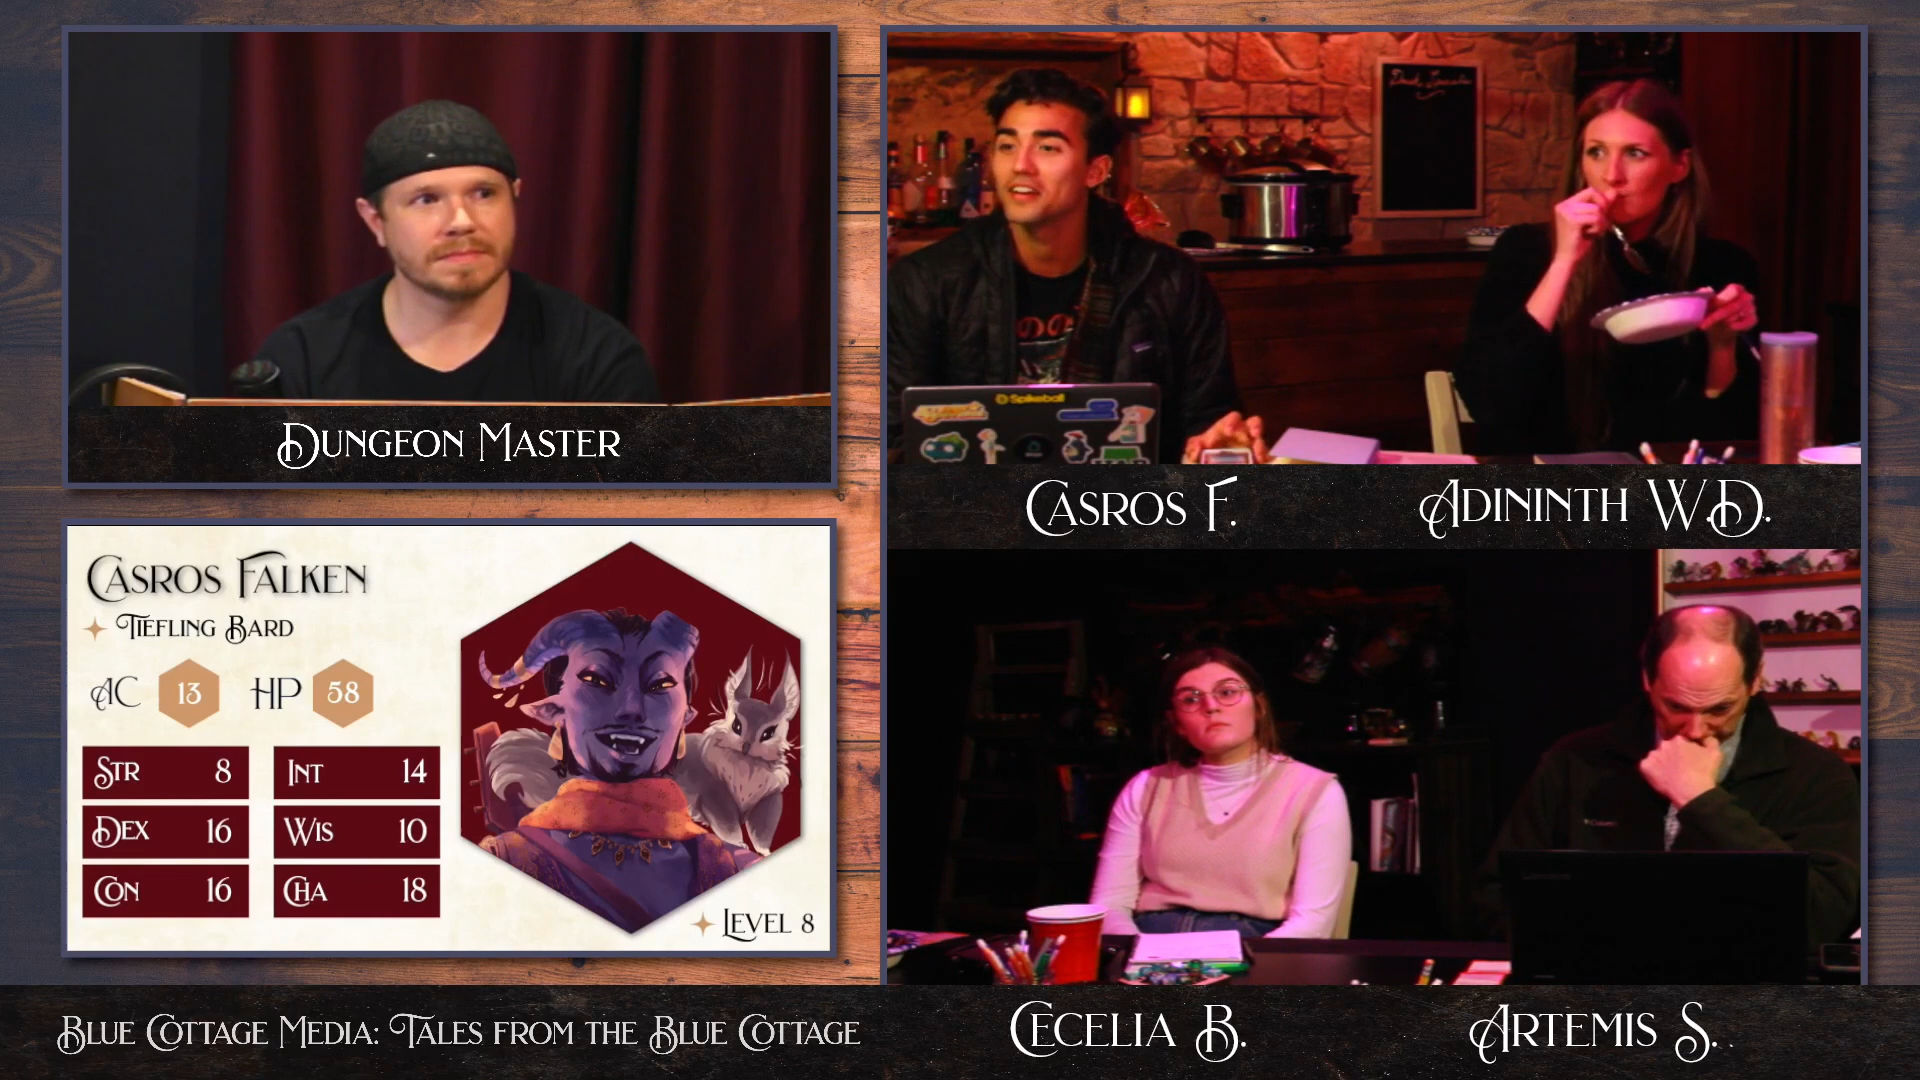 Dungeon Master
Casros Falken
Tiefling Bard
AC 13 HP 58
Str 8 Int 14
Dex 16 Wis 10
Con 16 Cha 18
Level 8
Spikeball
Casros F. Adininth W.D.
Cecelia B. Artemis S.
Blue Cottage Media: Tales from the Blue Cottage